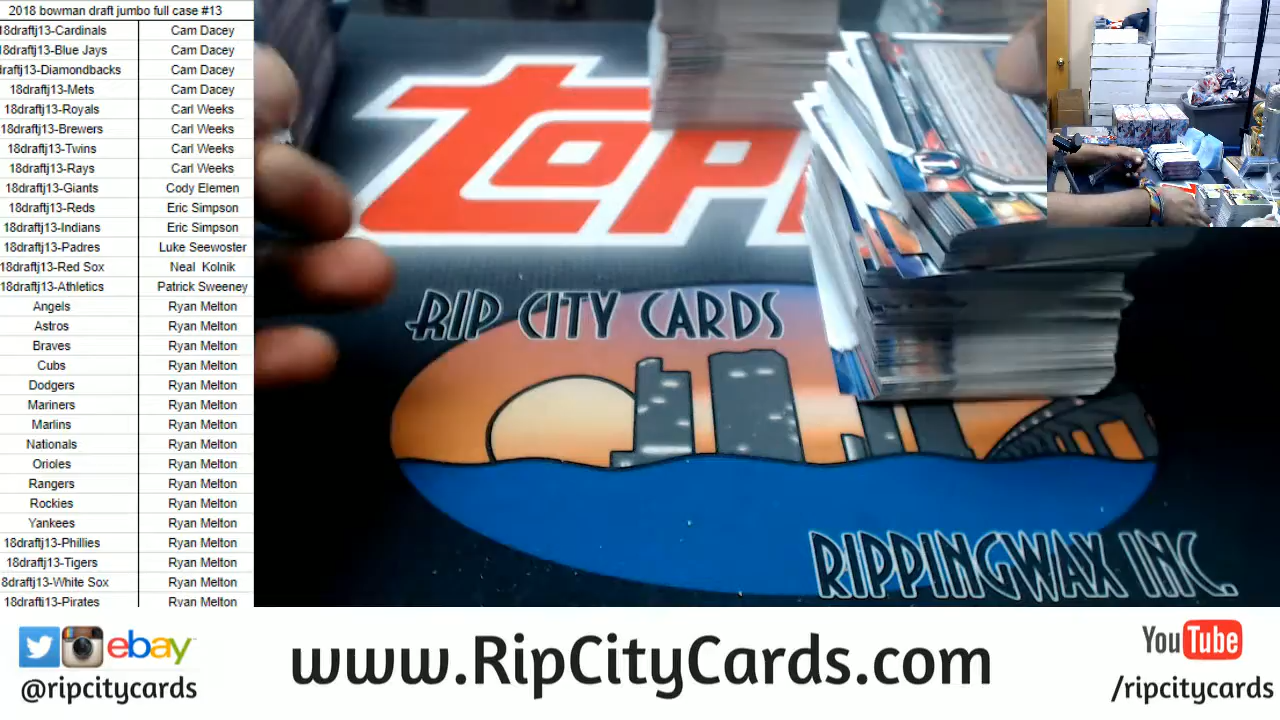 2018 bowman draft jumbo full case #13
18draftj13-Cardinals Cam Dacey
18draftj13-Blue Jays Cam Dacey
raftj13-Diamondbacks Cam Dacey
18draftj13-Mets Cam Dacey
18draftj13-Royals Carl Weeks
18draftj13-Brewers Carl Weeks
18draftj13-Twins Carl Weeks
18draftj13-Rays Carl Weeks
18draftj13-Giants Cody Elemen
18draftj13-Reds Eric Simpson
18draftj13-Indians Eric Simpson
18draftj13-Padres Luke Seewoster
18draftj13-Red Sox Neal Kolnik
18draftj13-Athletics Patrick Sweeney
Angels Ryan Melton
Astros Ryan Melton
Braves Ryan Melton
Cubs Ryan Melton
Dodgers Ryan Melton
Mariners Ryan Melton
Marlins Ryan Melton
Nationals Ryan Melton
Orioles Ryan Melton
Rangers Ryan Melton
Rockies Ryan Melton
Yankees Ryan Melton
18draftj13-Phillies Ryan Melton
18draftj13-Tigers Ryan Melton
8draftj13-White Sox Ryan Melton
18draftj13-Pirates Ryan Melton
TOPP
RIP CITY CARDS
RIPPINGWAX INC.
ebay
@ripcitycards
www.RipCityCards.com
YouTube
/ripcitycards